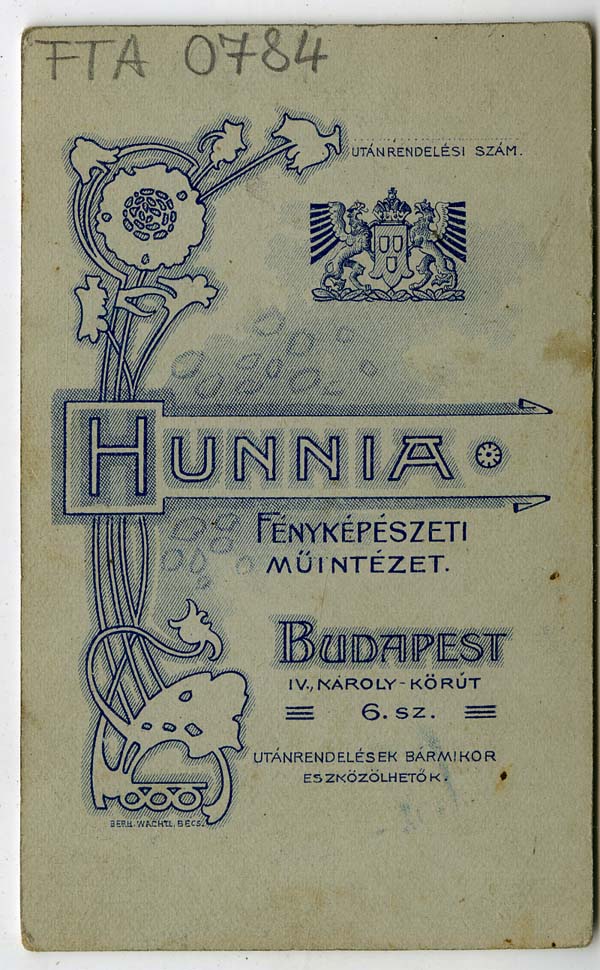 FTA 0784
UTÁNRENDELÉSI SZÁM.
HUNNIA
FÉNYKÉPÉSZETI
MŰINTÉZET.
BUDAPEST
IV., KÁROLY-KÖRÚT
6. SZ.
UTÁNRENDELÉSEK BÁRMIKOR
ESZKÖZÖLHETŐK.
BERH. WACHTL, BÉCS.